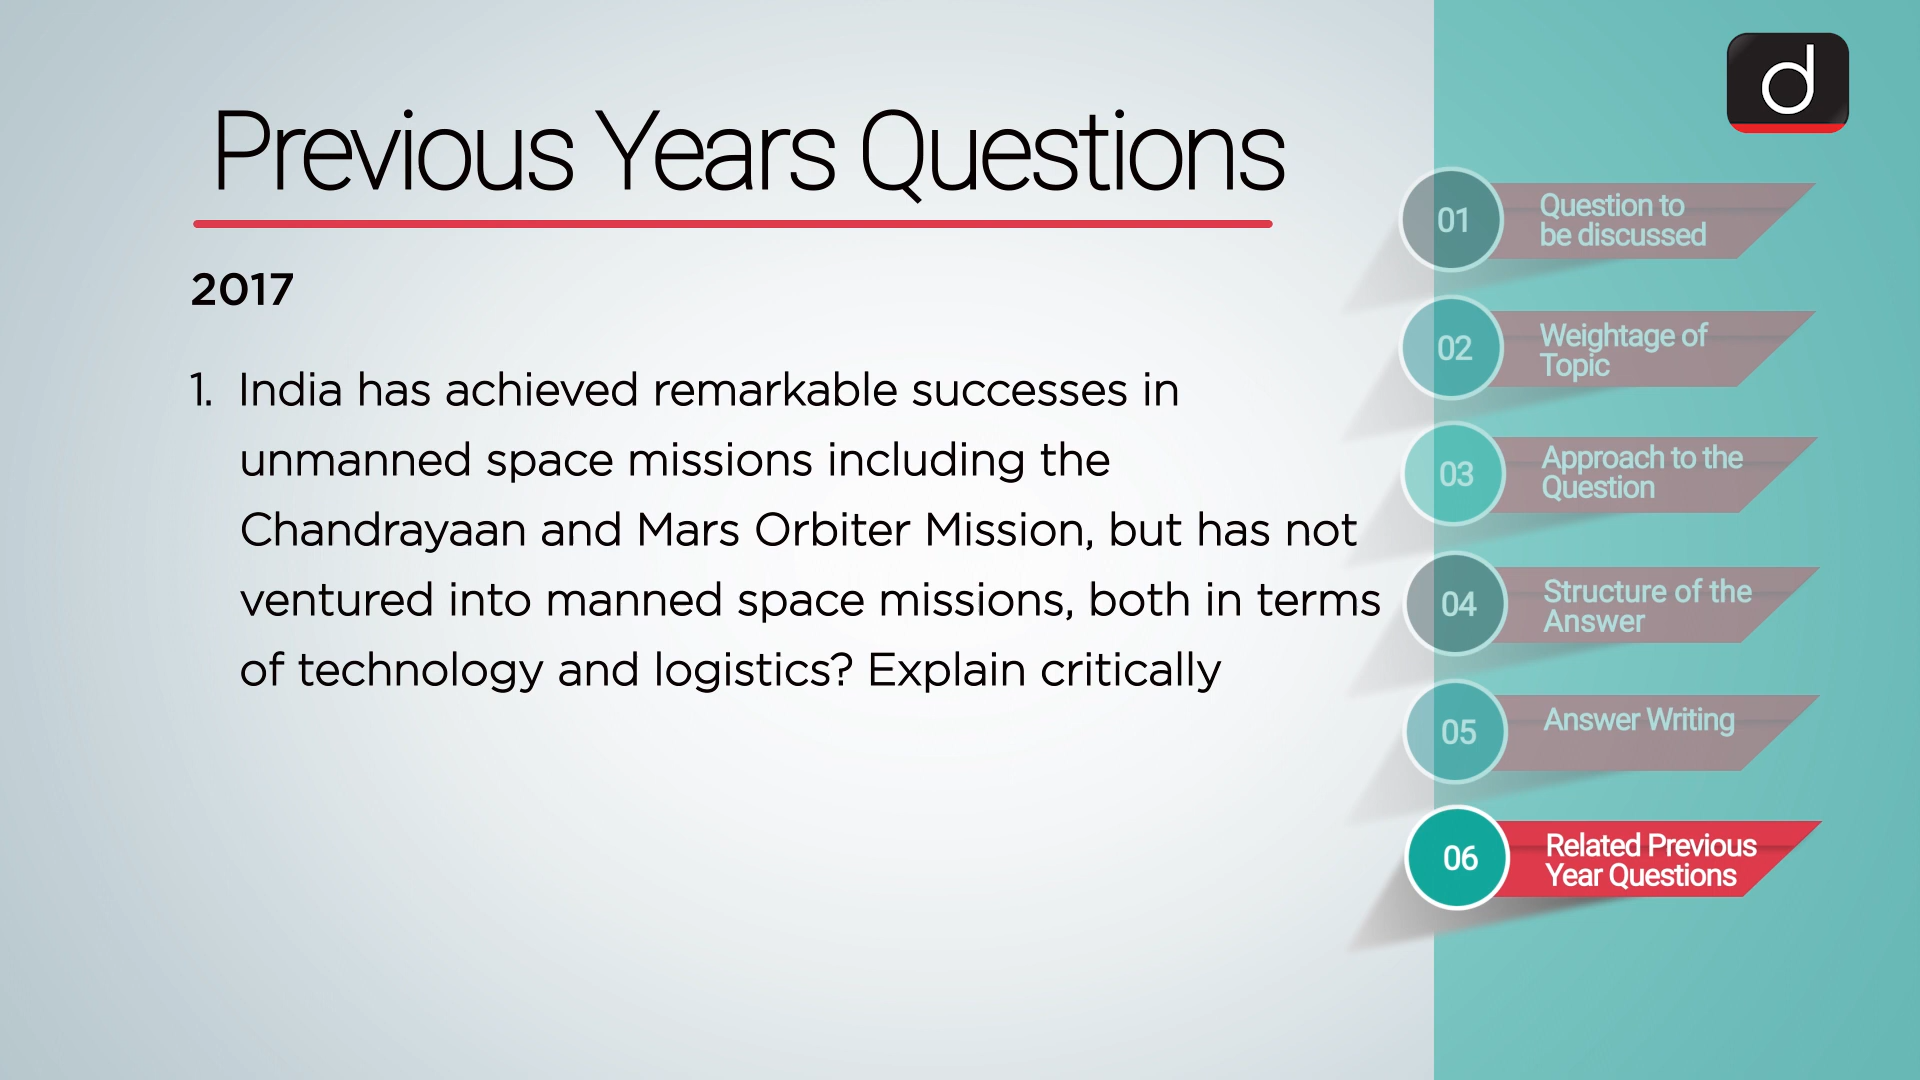 Previous Years Questions
2017
1. India has achieved remarkable successes in
unmanned space missions including the
Chandrayaan and Mars Orbiter Mission, but has not
ventured into manned space missions, both in terms
of technology and logistics? Explain critically
d
01
Question to
be discussed
02
Weightage of
Topic
03
Approach to the
Question
04
Structure of the
Answer
05
Answer Writing
06
Related Previous
Year Questions